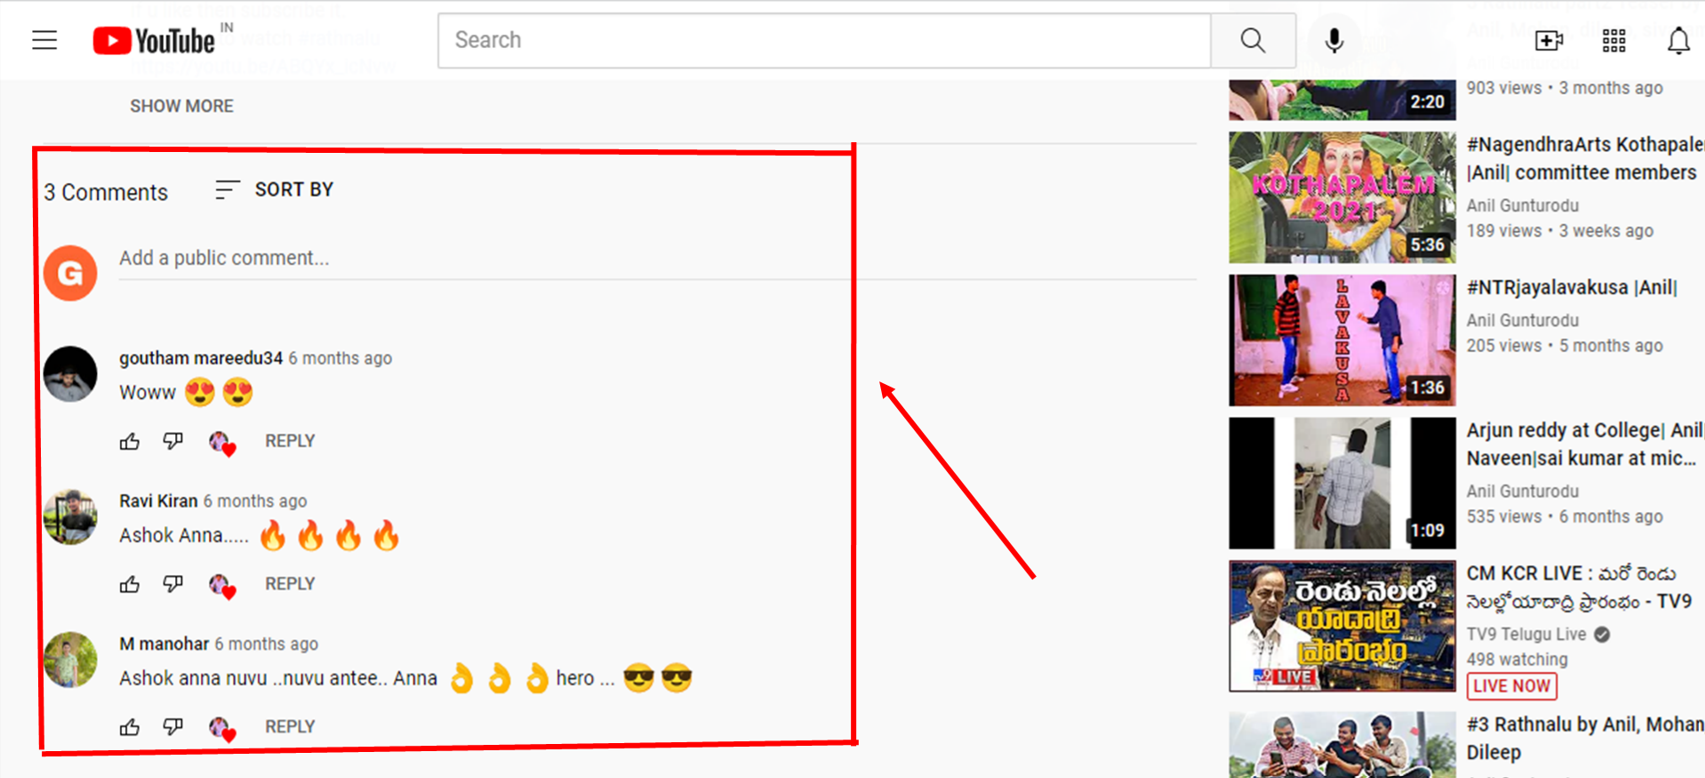 YouTube IN
Search
SHOW MORE
3 Comments SORT BY
G
Add a public comment...
goutham mareedu34 6 months ago
Woww 😍 😍
REPLY
Ravi Kiran 6 months ago
Ashok Anna..... 🔥 🔥 🔥 🔥
REPLY
M manohar 6 months ago
Ashok anna nuvu ..nuvu antee.. Anna 👌 👌 👌 hero ... 😎 😎
REPLY
2:20
903 views • 3 months ago
KOTHAPALEM
2021
5:36
#NagendhraArts Kothapale
|Anil| committee members
Anil Gunturodu
189 views • 3 weeks ago
LAVAKUSA
1:36
#NTRjayalavakusa |Anil|
Anil Gunturodu
205 views • 5 months ago
1:09
Arjun reddy at College| Anil|
Naveen|sai kumar at mic...
Anil Gunturodu
535 views • 6 months ago
రెండు నెలల్లో
యాదాద్రి
ప్రారంభం
LIVE
CM KCR LIVE : మరో రెండు
నెలల్లోయాదాద్రి ప్రారంభం - TV9
TV9 Telugu Live
498 watching
LIVE NOW
#3 Rathnalu by Anil, Mohan
Dileep